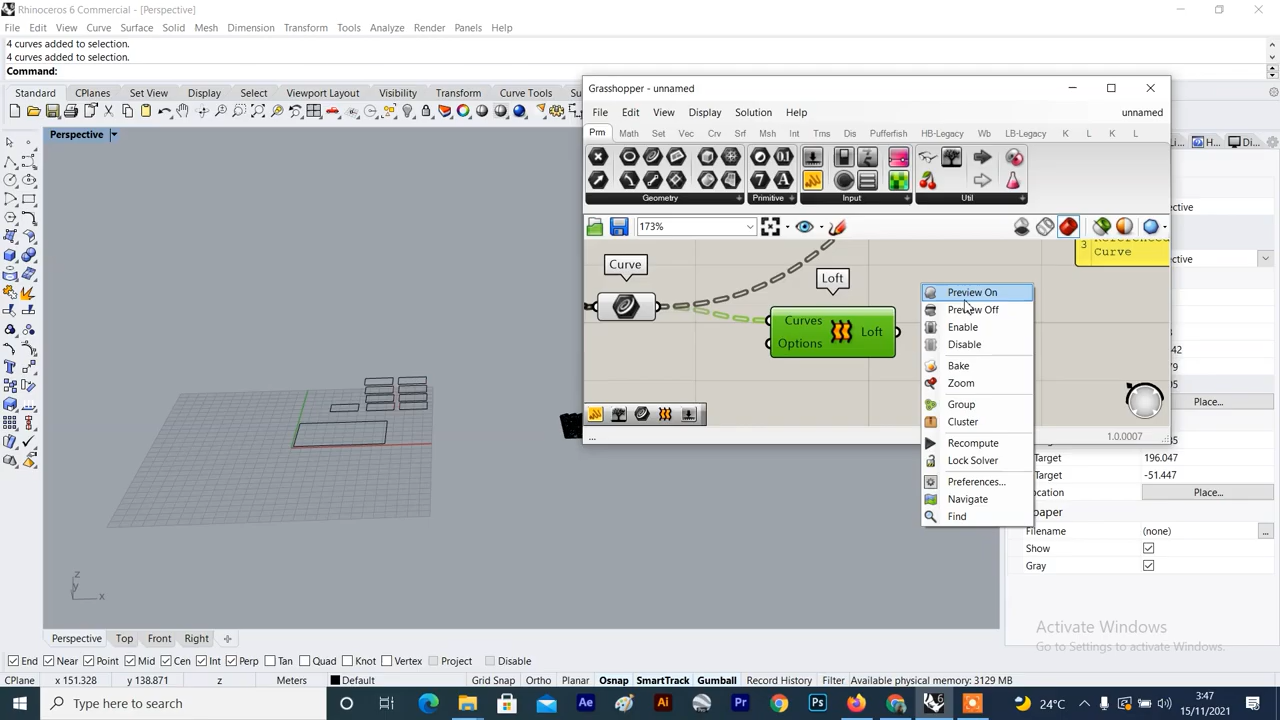 Rhinoceros 6 Commercial - [Perspective]
File Edit View Curve Surface Solid Mesh Dimension Transform Tools Analyze Render Panels Help
4 curves added to selection.
4 curves added to selection.
Command:
Standard CPlanes Set View Display Select Viewport Layout Visibility Transform Curve Tools
Perspective
Grasshopper - unnamed
File Edit View Display Solution Help unnamed
Prm Math Set Vec Crv Srf Msh Int Trns Dis Pufferfish HB-Legacy Wb LB-Legacy K L K L
Geometry Primitive Input Util
173%
Curve
Loft
3
Curve
Curves
Options
Loft
Preview On
Preview Off
Enable
Disable
Bake
Zoom
Group
Cluster
Recompute
Lock Solver
Preferences...
Navigate
Find
...
1.0.0007
Place...
Target 196.047
Target -51.447
Place...
Filename (none) ...
Show
Gray
Activate Windows
Go to Settings to activate Windows.
z
y
x
Perspective Top Front Right
End Near Point Mid Cen Int Perp Tan Quad Knot Vertex Project Disable
CPlane x 151.328 y 138.871 z Meters Default Grid Snap Ortho Planar Osnap SmartTrack Gumball Record History Filter Available physical memory: 3129 MB
Type here to search
24°C
3:47
15/11/2021